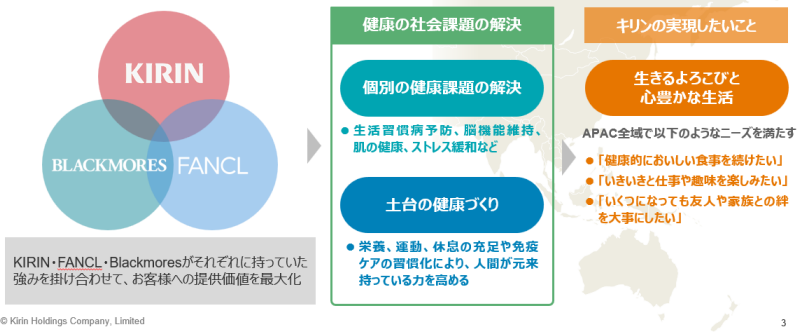 KIRIN
BLACKMORES
FANCL
KIRIN・FANCL・Blackmoresがそれぞれに持っていた
強みを掛け合わせて、お客様への提供価値を最大化
健康の社会課題の解決
個別の健康課題の解決
● 生活習慣病予防、脳機能維持、
肌の健康、ストレス緩和など
土台の健康づくり
● 栄養、運動、休息の充足や免疫
ケアの習慣化により、人間が元来
持っている力を高める
キリンの実現したいこと
生きるよろこびと
心豊かな生活
APAC全域で以下のようなニーズを満たす
● 「健康的においしい食事を続けたい」
● 「いきいきと仕事や趣味を楽しみたい」
● 「いくつになっても友人や家族との絆
を大事にしたい」
© Kirin Holdings Company, Limited
3